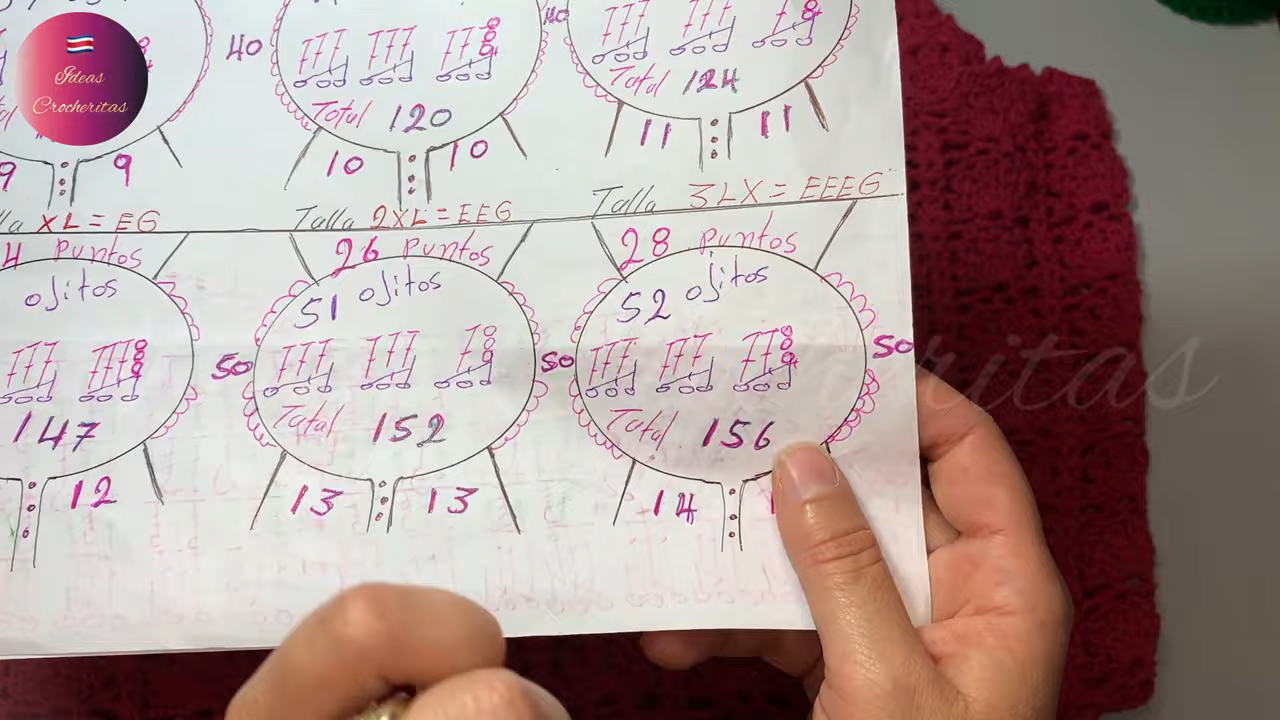 Ideas
Crocheritas
40
Total 120
10 10
40
Total 124
11 11
9 9
XL = EG
Talla 2XL = EEG
Talla 3LX = EEEG
4 Puntos
ojitos
147
12
26 Puntos
51 ojitos
50
Total 152
13 13
28 Puntos
52 ojitos
50
50
Total 156
14